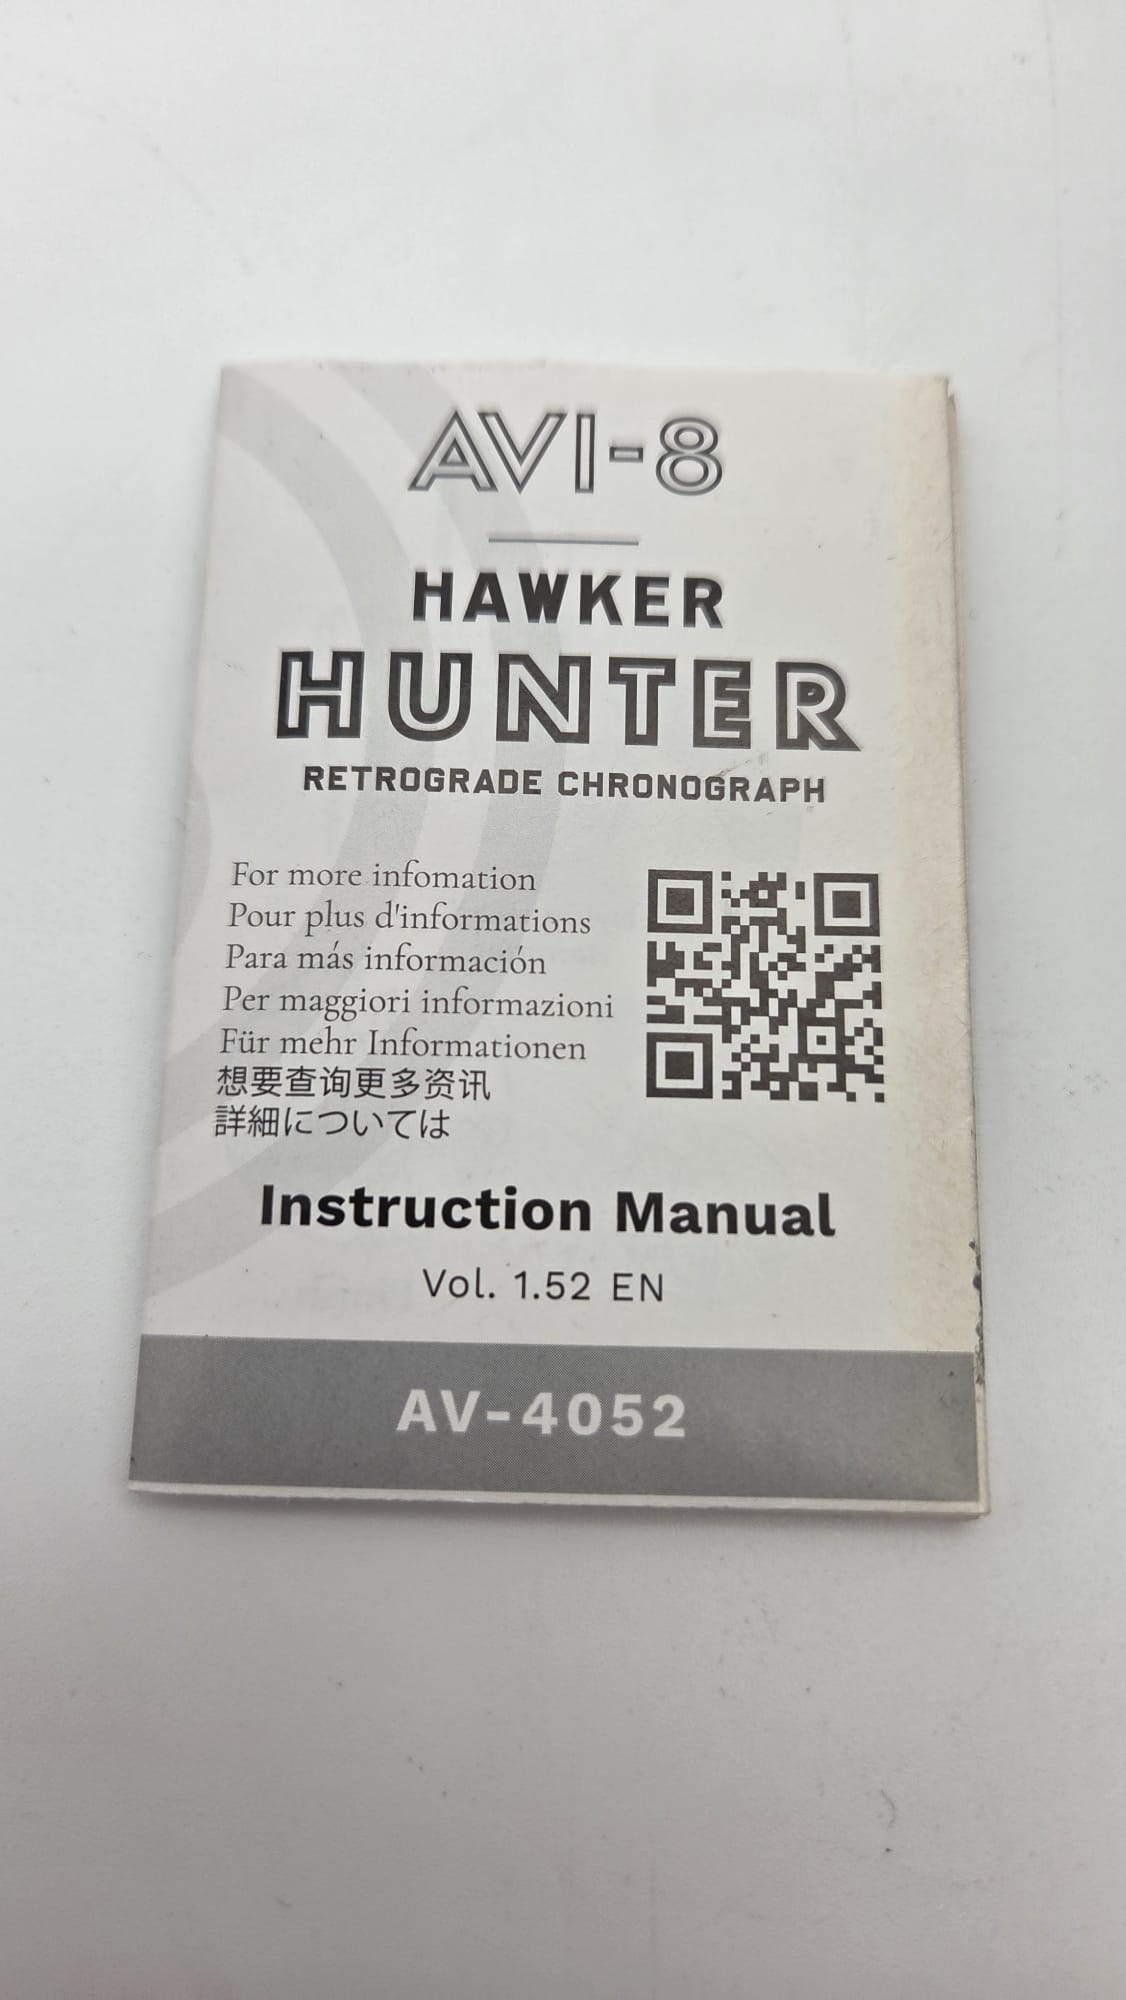 AVI-8
HAWKER
HUNTER
RETROGRADE CHRONOGRAPH
For more infomation
Pour plus d'informations
Para más información
Per maggiori informazioni
Für mehr Informationen
想要查询更多资讯
詳細については
Instruction Manual
Vol. 1.52 EN
AV-4052